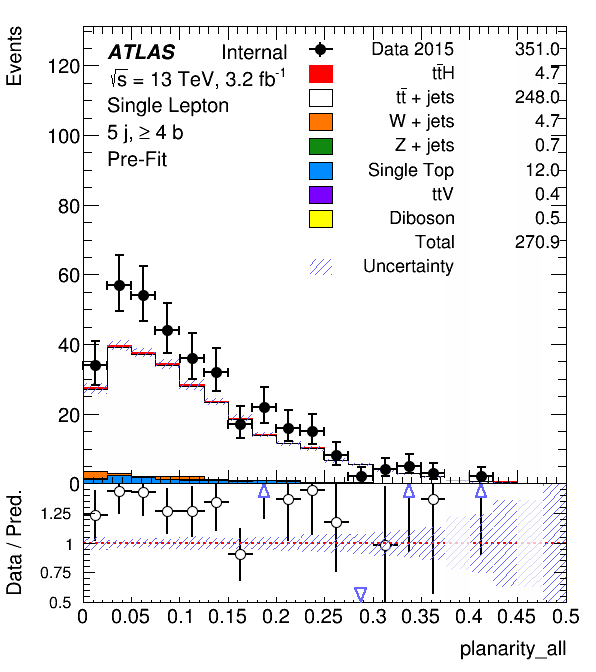 Events
ATLAS Internal
√s = 13 TeV, 3.2 fb⁻¹
Single Lepton
5 j, ≥ 4 b
Pre-Fit
Data 2015 351.0
tt̄H 4.7
tt̄ + jets 248.0
W + jets 4.7
Z + jets 0.7
Single Top 12.0
ttV 0.4
Diboson 0.5
Total 270.9
Uncertainty
120
100
80
60
40
20
0
Data / Pred.
1.25
1
0.75
0.5
0 0.05 0.1 0.15 0.2 0.25 0.3 0.35 0.4 0.45 0.5
planarity_all